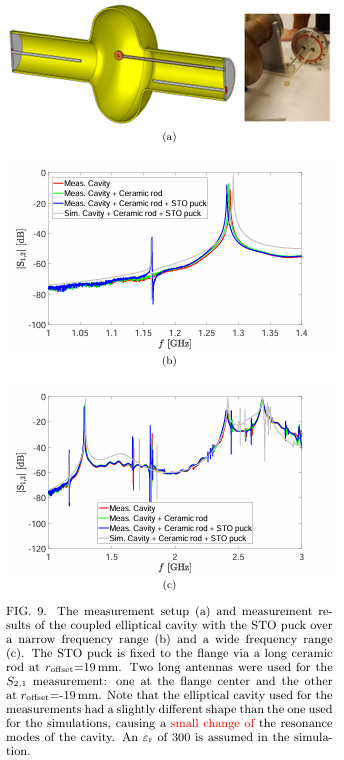 (a)
0
-20
-40
-60
-80
-100
|S1,2| [dB]
Meas. Cavity
Meas. Cavity + Ceramic rod
Meas. Cavity + Ceramic rod + STO puck
Sim. Cavity + Ceramic rod + STO puck
1 1.05 1.1 1.15 1.2 1.25 1.3 1.35 1.4
f [GHz]
(b)
0
-20
-40
-60
-80
-100
-120
|S1,2| [dB]
Meas. Cavity
Meas. Cavity + Ceramic rod
Meas. Cavity + Ceramic rod + STO puck
Sim. Cavity + Ceramic rod + STO puck
1 1.5 2 2.5 3
f [GHz]
(c)
FIG. 9. The measurement setup (a) and measurement re-
sults of the coupled elliptical cavity with the STO puck over
a narrow frequency range (b) and a wide frequency range
(c). The STO puck is fixed to the flange via a long ceramic
rod at roffset=19 mm. Two long antennas were used for the
S2,1 measurement: one at the flange center and the other
at roffset=-19 mm. Note that the elliptical cavity used for the
measurements had a slightly different shape than the one used
for the simulations, causing a small change of the resonance
modes of the cavity. An εr of 300 is assumed in the simula-
tion.